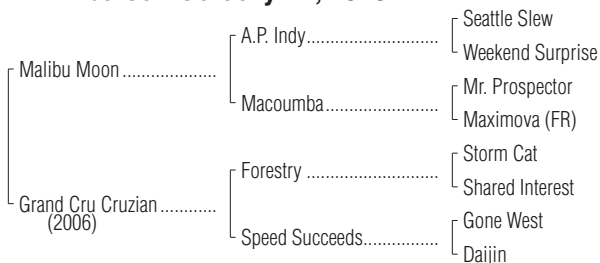 Seattle Slew
A.P. Indy
Weekend Surprise
Malibu Moon
Mr. Prospector
Macoumba
Maximova (FR)
Storm Cat
Forestry
Shared Interest
Grand Cru Cruzian
(2006)
Gone West
Speed Succeeds
Daijin